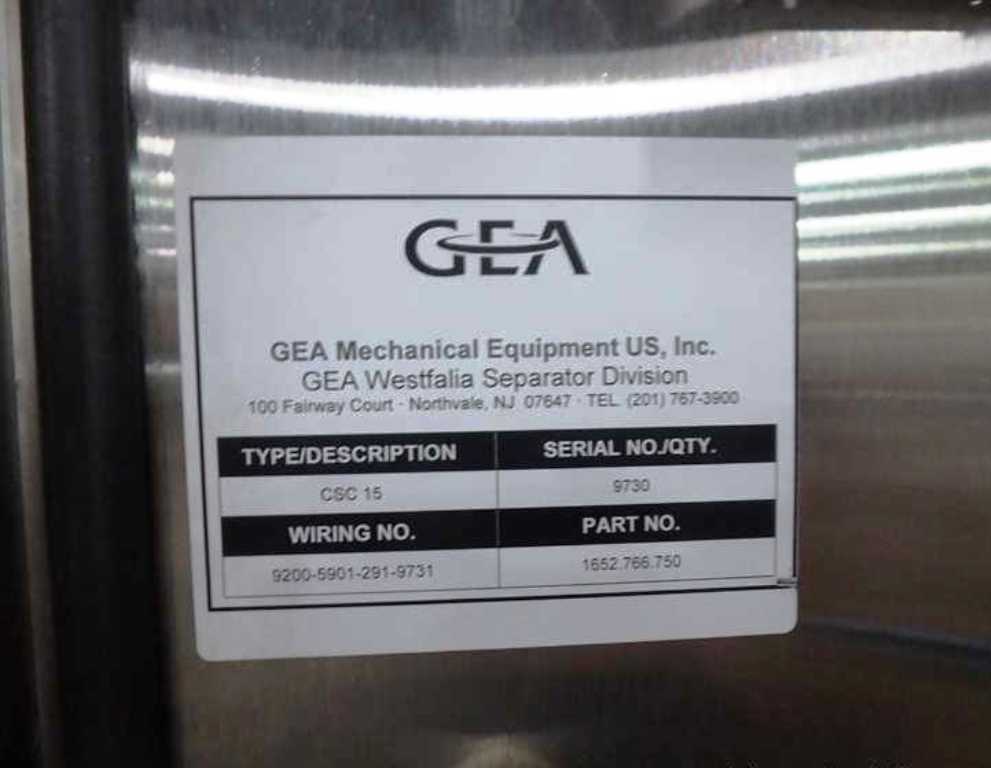 GEA
GEA Mechanical Equipment US, Inc.
GEA Westfalia Separator Division
100 Fairway Court · Northvale, NJ 07647 · TEL. (201) 767-3900
TYPE/DESCRIPTION SERIAL NO./QTY.
CSC 15 9730
WIRING NO. PART NO.
9200-5901-291-9731 1652.766.750